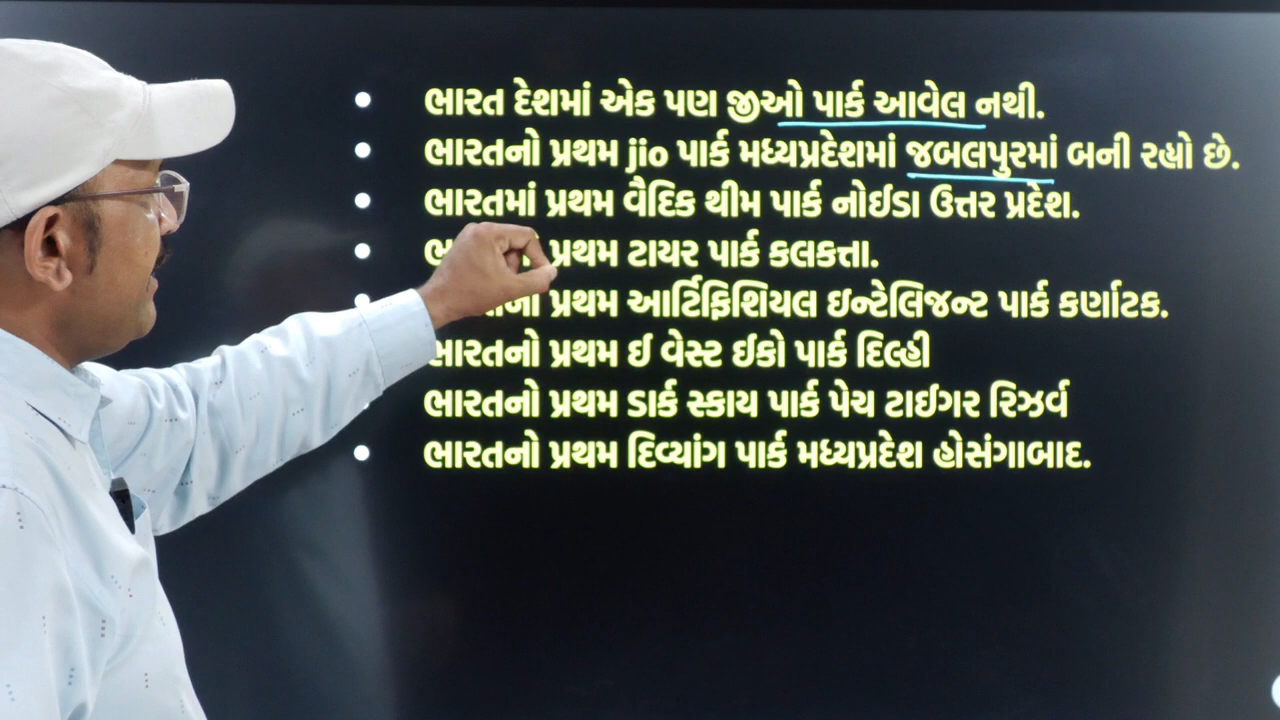 ભારત દેશમાં એક પણ જીઓ પાર્ક આવેલ નથી.
ભારતનો પ્રથમ jio પાર્ક મધ્યપ્રદેશમાં જબલપુરમાં બની રહ્યો છે.
ભારતમાં પ્રથમ વૈદિક થીમ પાર્ક નોઈડા ઉત્તર પ્રદેશ.
પ્રથમ ટાયર પાર્ક કલકત્તા.
પ્રથમ આર્ટિફિશિયલ ઇન્ટેલિજન્ટ પાર્ક કર્ણાટક.
ભારતનો પ્રથમ ઈ વેસ્ટ ઈકો પાર્ક દિલ્હી
ભારતનો પ્રથમ ડાર્ક સ્કાય પાર્ક પેચ ટાઈગર રિઝર્વ
ભારતનો પ્રથમ દિવ્યાંગ પાર્ક મધ્યપ્રદેશ હોસંગાબાદ.